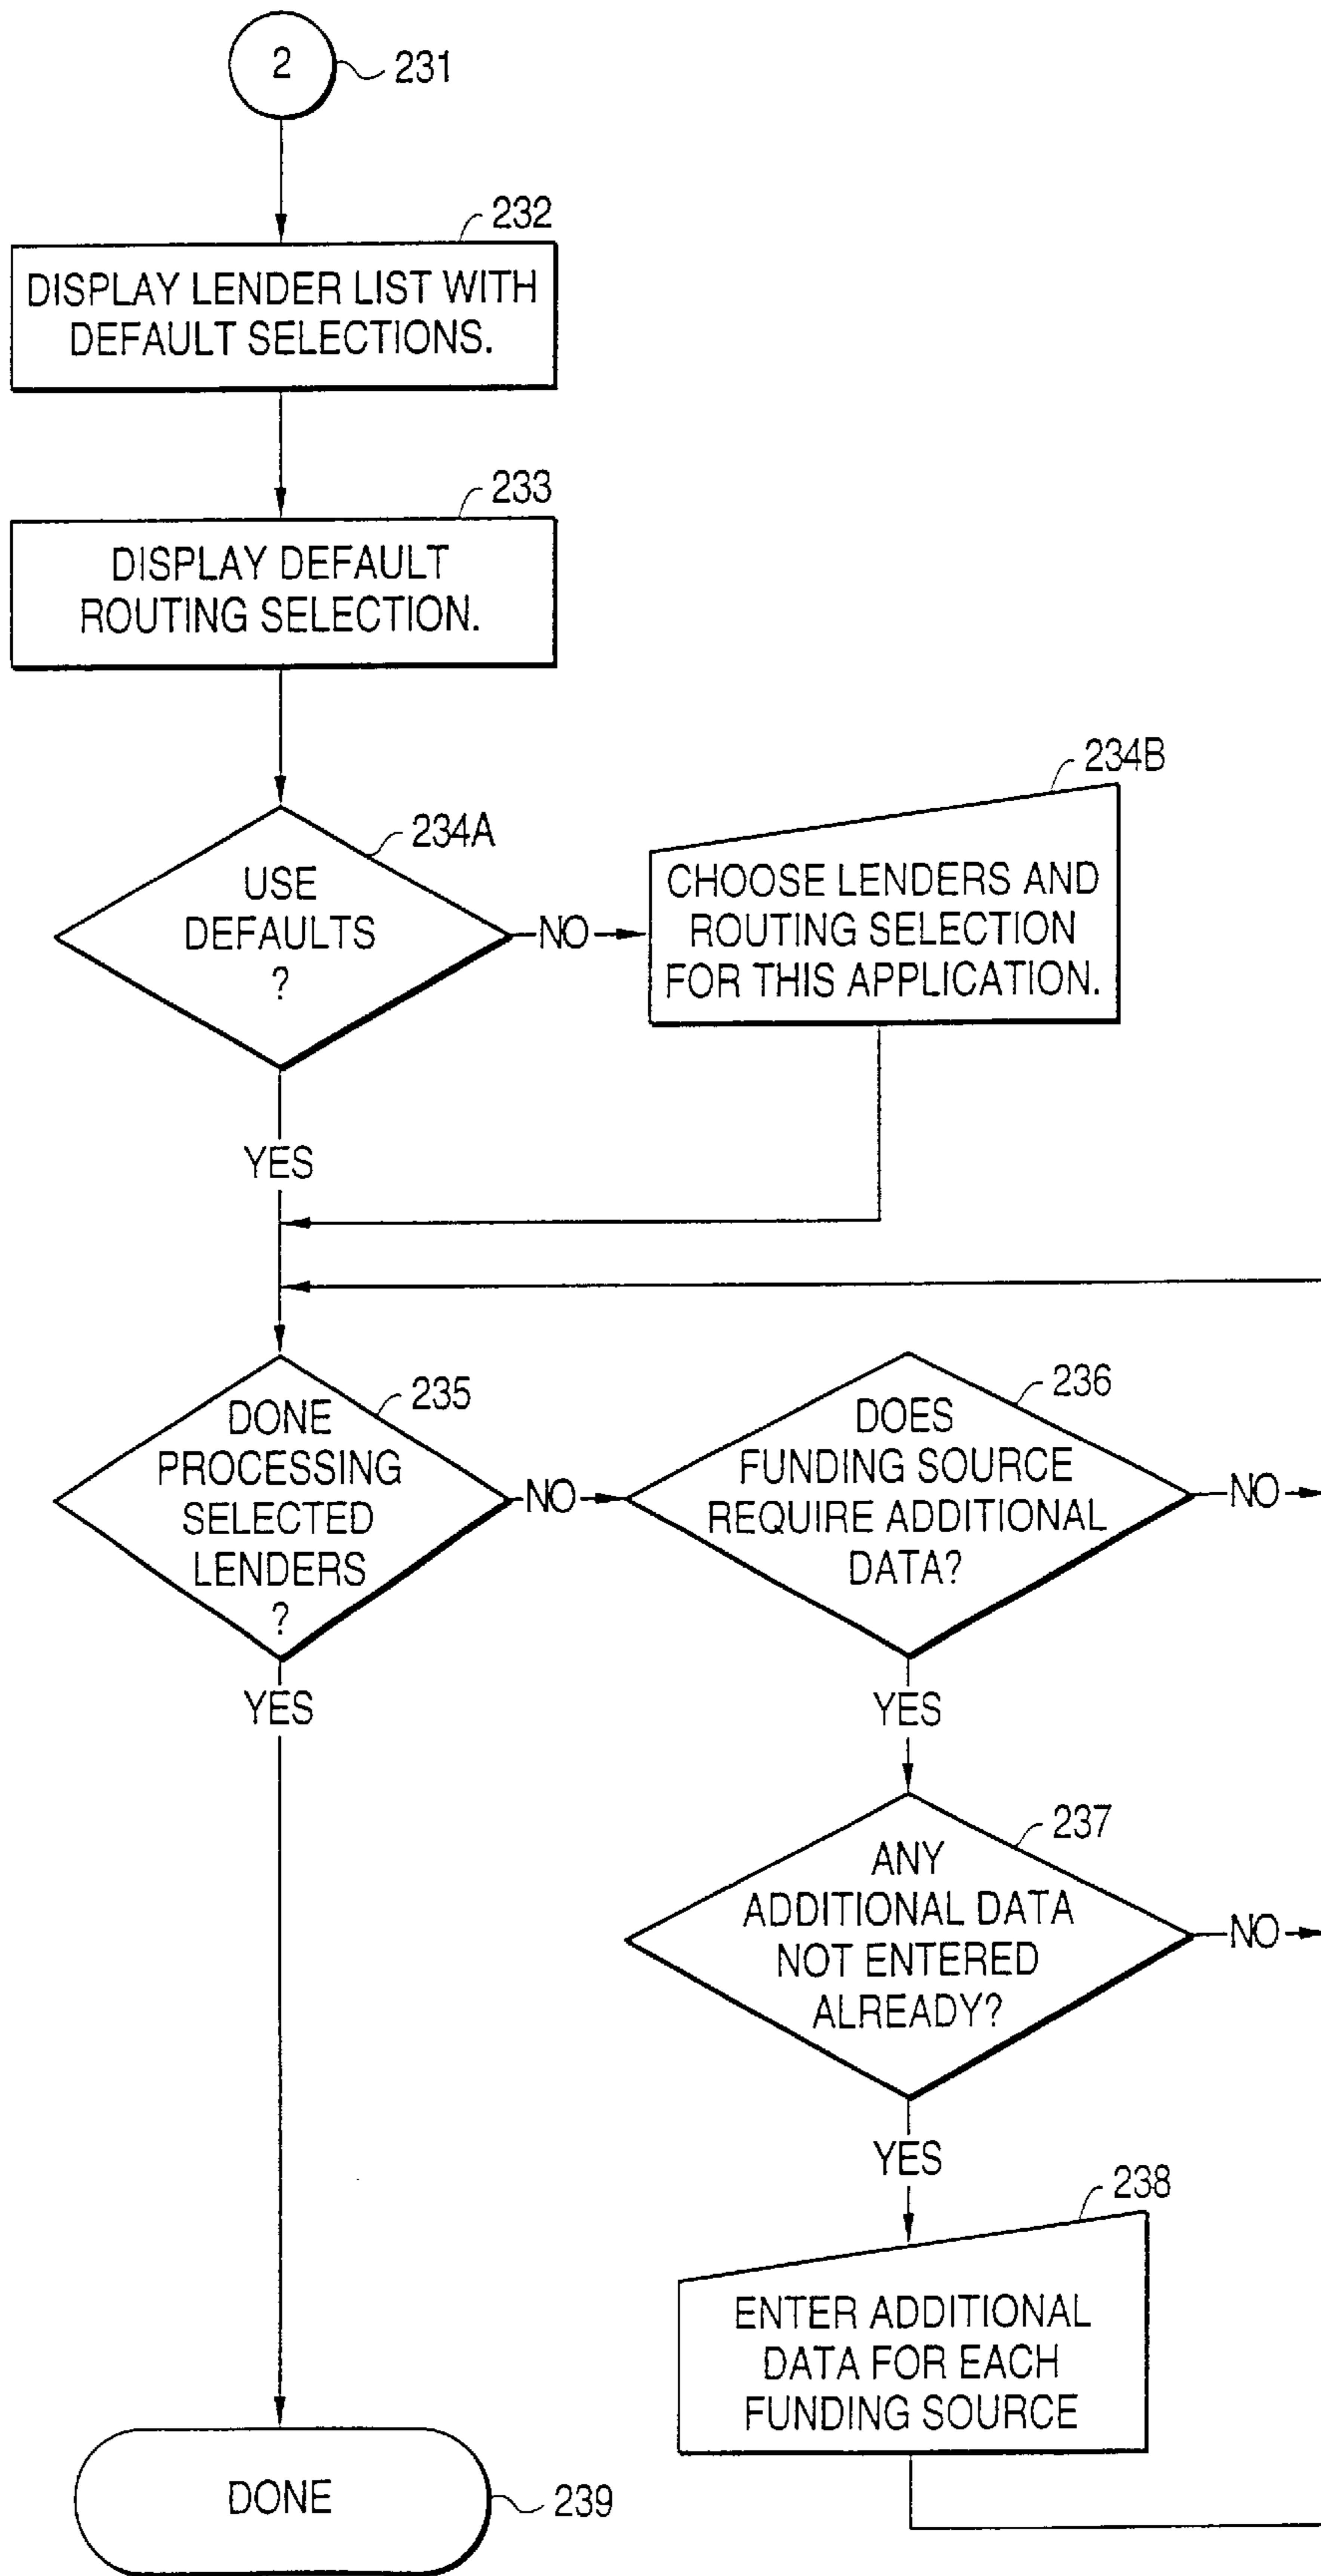 2
231
232
DISPLAY LENDER LIST WITH
DEFAULT SELECTIONS.
233
DISPLAY DEFAULT
ROUTING SELECTION.
234A
USE
DEFAULTS
?
NO
YES
234B
CHOOSE LENDERS AND
ROUTING SELECTION
FOR THIS APPLICATION.
235
DONE
PROCESSING
SELECTED
LENDERS
?
NO
YES
236
DOES
FUNDING SOURCE
REQUIRE ADDITIONAL
DATA?
NO
YES
237
ANY
ADDITIONAL DATA
NOT ENTERED
ALREADY?
NO
YES
238
ENTER ADDITIONAL
DATA FOR EACH
FUNDING SOURCE
DONE
239